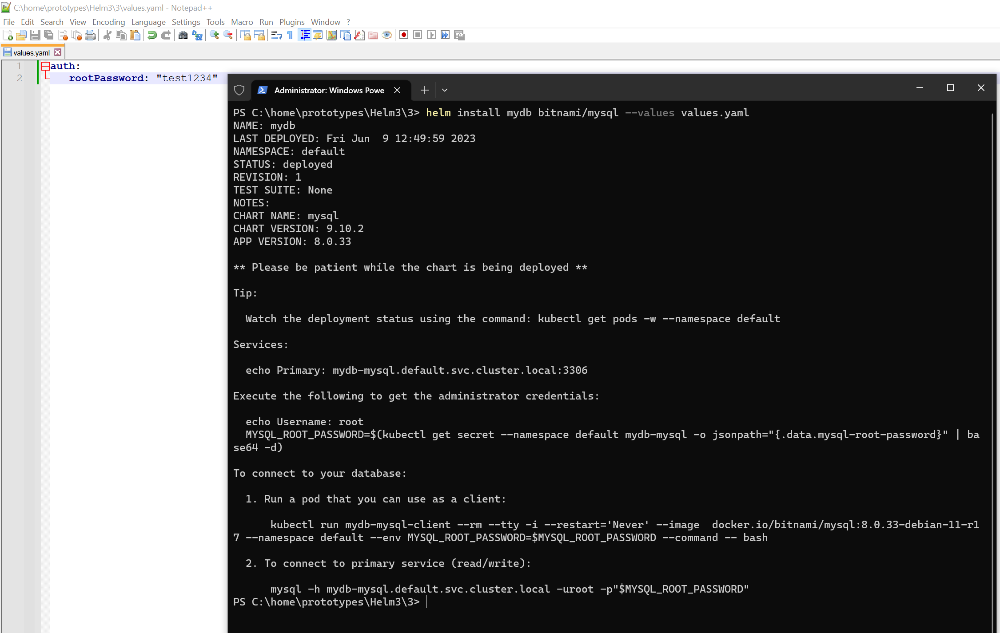 C:\home\prototypes\Helm3\3\values.yaml - Notepad++
File Edit Search View Encoding Language Settings Tools Macro Run Plugins Window ?
values.yaml
1 auth:
2 rootPassword: "test1234"
Administrator: Windows Powe
PS C:\home\prototypes\Helm3\3> helm install mydb bitnami/mysql --values values.yaml
NAME: mydb
LAST DEPLOYED: Fri Jun  9 12:49:59 2023
NAMESPACE: default
STATUS: deployed
REVISION: 1
TEST SUITE: None
NOTES:
CHART NAME: mysql
CHART VERSION: 9.10.2
APP VERSION: 8.0.33
** Please be patient while the chart is being deployed **
Tip:
Watch the deployment status using the command: kubectl get pods -w --namespace default
Services:
echo Primary: mydb-mysql.default.svc.cluster.local:3306
Execute the following to get the administrator credentials:
echo Username: root
MYSQL_ROOT_PASSWORD=$(kubectl get secret --namespace default mydb-mysql -o jsonpath="{.data.mysql-root-password}" | ba
se64 -d)
To connect to your database:
1. Run a pod that you can use as a client:
kubectl run mydb-mysql-client --rm --tty -i --restart='Never' --image  docker.io/bitnami/mysql:8.0.33-debian-11-r1
7 --namespace default --env MYSQL_ROOT_PASSWORD=$MYSQL_ROOT_PASSWORD --command -- bash
2. To connect to primary service (read/write):
mysql -h mydb-mysql.default.svc.cluster.local -uroot -p"$MYSQL_ROOT_PASSWORD"
PS C:\home\prototypes\Helm3\3>